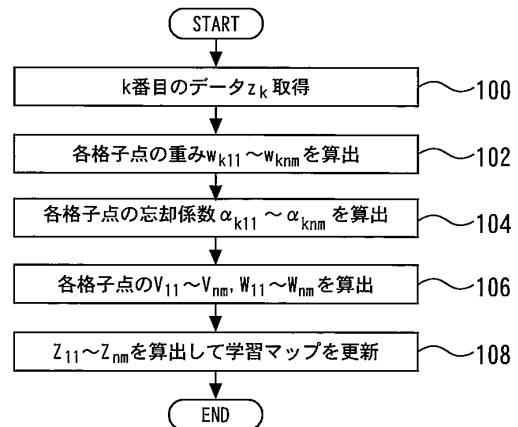 START
k番目のデータzk取得
100
各格子点の重みwk11～wknmを算出
102
各格子点の忘却係数αk11～αknmを算出
104
各格子点のV11～Vnm, W11～Wnmを算出
106
Z11～Znmを算出して学習マップを更新
108
END